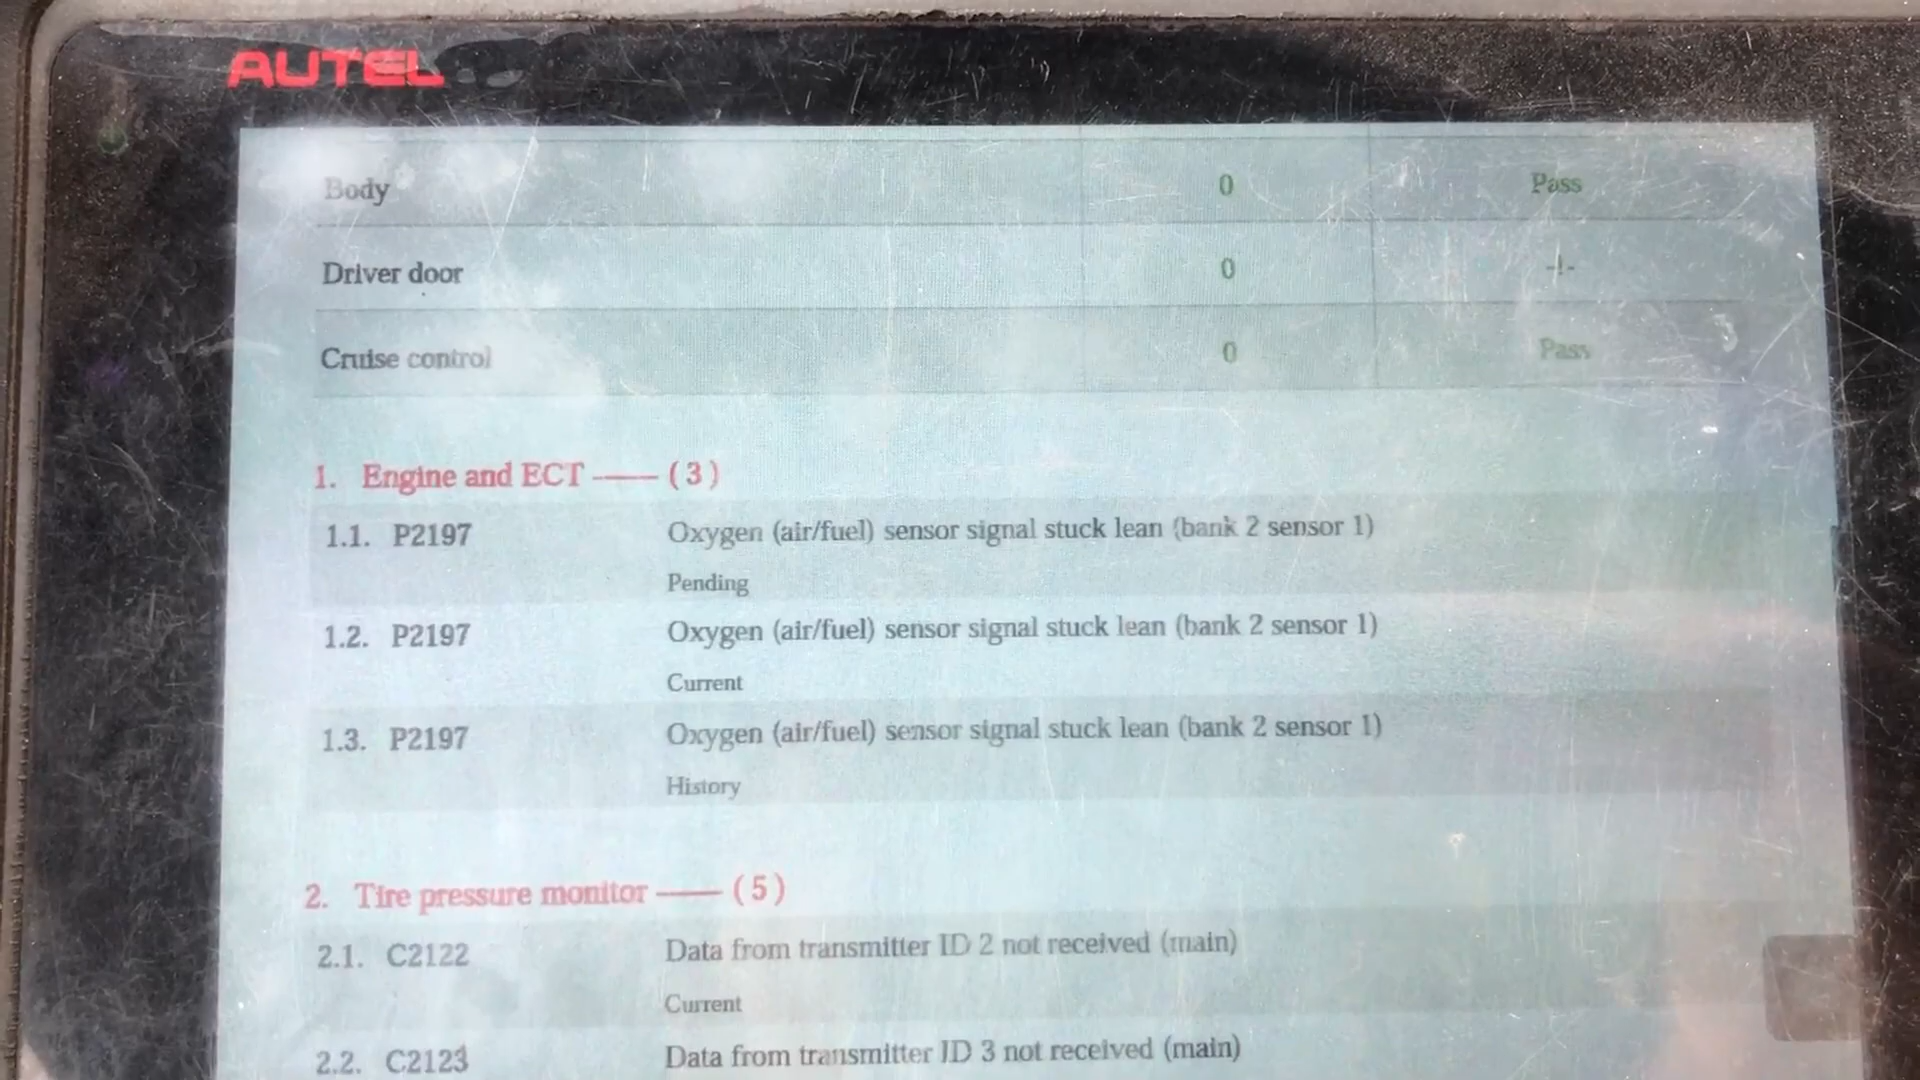 AUTEL
Body 0 Pass
Driver door 0 -!-
Cruise control 0 Pass
1. Engine and ECT —— ( 3 )
1.1. P2197 Oxygen (air/fuel) sensor signal stuck lean (bank 2 sensor 1)
Pending
1.2. P2197 Oxygen (air/fuel) sensor signal stuck lean (bank 2 sensor 1)
Current
1.3. P2197 Oxygen (air/fuel) sensor signal stuck lean (bank 2 sensor 1)
History
2. Tire pressure monitor —— ( 5 )
2.1. C2122 Data from transmitter ID 2 not received (main)
Current
2.2. C2123 Data from transmitter ID 3 not received (main)